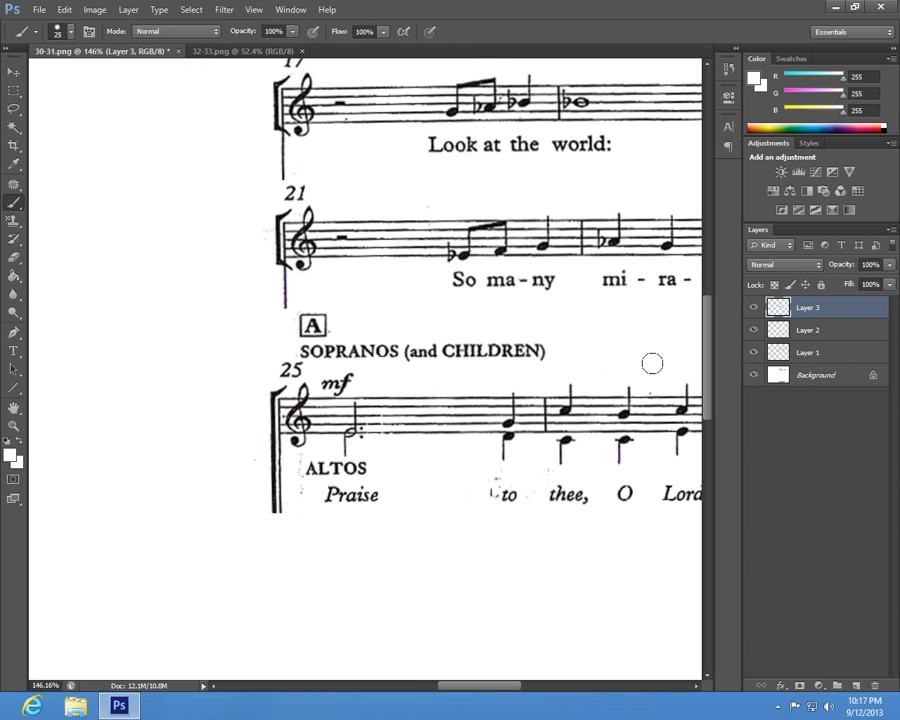 Ps File Edit Image Layer Type Select Filter View Window Help
25 Mode: Normal Opacity: 100% Flow: 100% Essentials
30-31.png @ 146% (Layer 3, RGB/8) * × 32-33.png @ 52.4% (RGB/8) ×
17
Look at the world:
21
So ma - ny mi - ra -
A
SOPRANOS (and CHILDREN)
25
mf
ALTOS
Praise to thee, O Lord
Color Swatches
R 255
G 255
B 255
Adjustments Styles
Add an adjustment
Layers
Kind
Normal Opacity: 100%
Lock: Fill: 100%
Layer 3
Layer 2
Layer 1
Background
146.16% Doc: 12.1M/10.8M
Ps
10:17 PM
9/12/2013